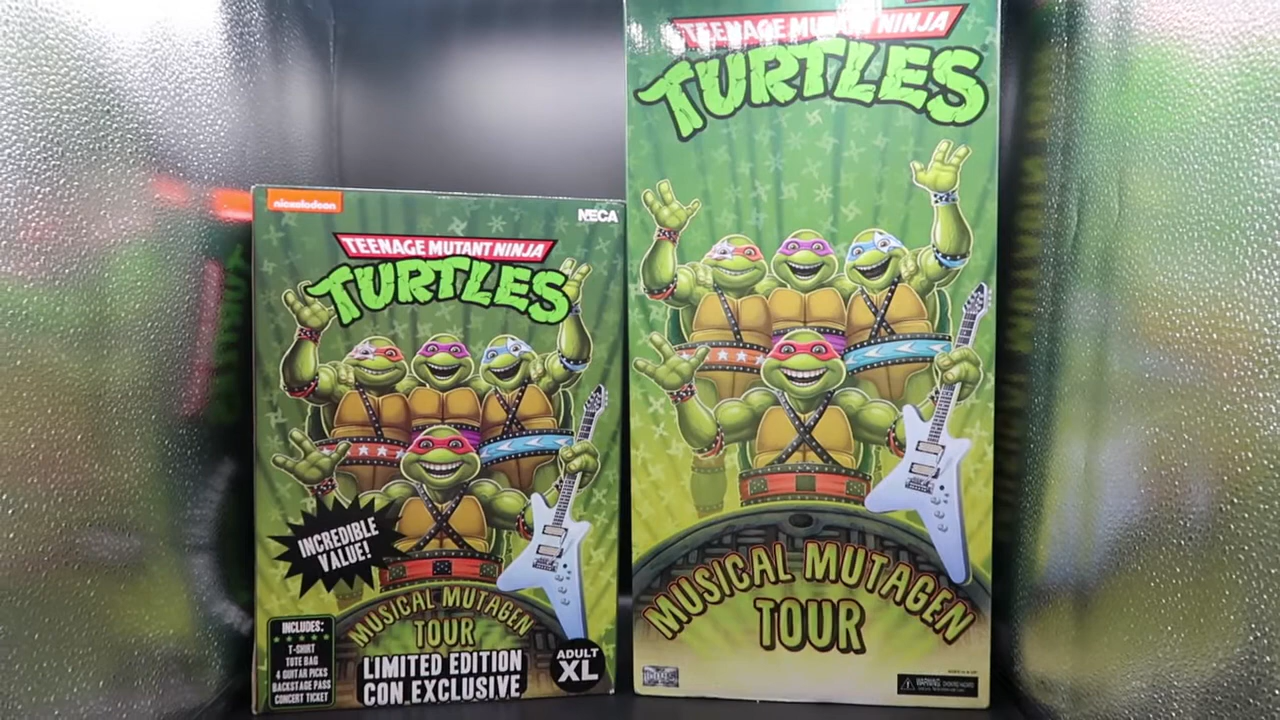 nickelodeon
NECA
TEENAGE MUTANT NINJA
TURTLES
INCREDIBLE
VALUE!
MUSICAL MUTAGEN
TOUR
INCLUDES:
T-SHIRT
TOTE BAG
4 GUITAR PICKS
BACKSTAGE PASS
CONCERT TICKET
LIMITED EDITION
CON EXCLUSIVE
ADULT
XL
TEENAGE MUTANT NINJA
TURTLES
MUSICAL MUTAGEN
TOUR
WARNING: